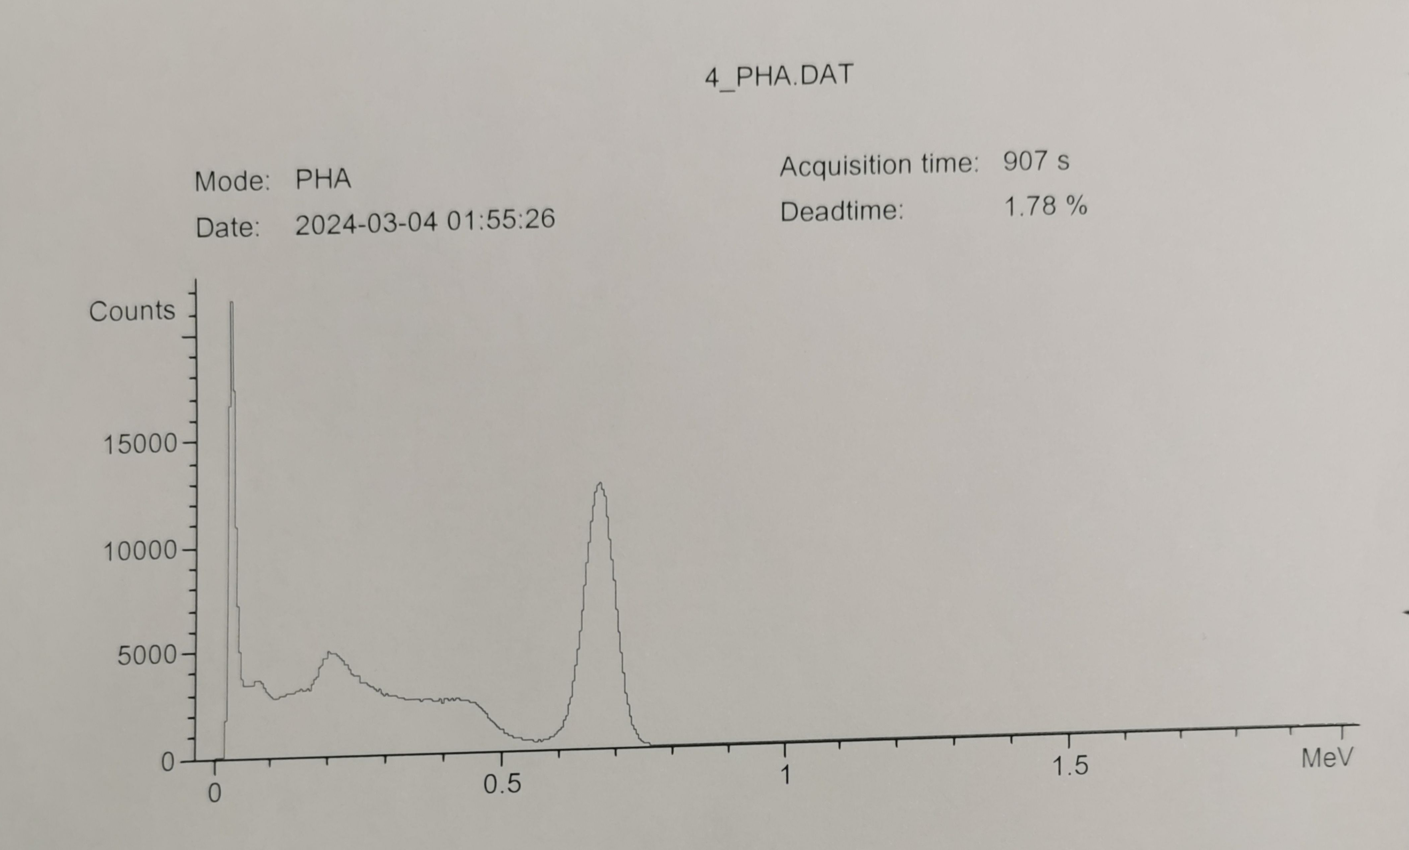 4_PHA.DAT
Mode: PHA
Acquisition time: 907 s
Date: 2024-03-04 01:55:26
Deadtime: 1.78 %
Counts
15000
10000
5000
0
0 0.5 1 1.5 MeV